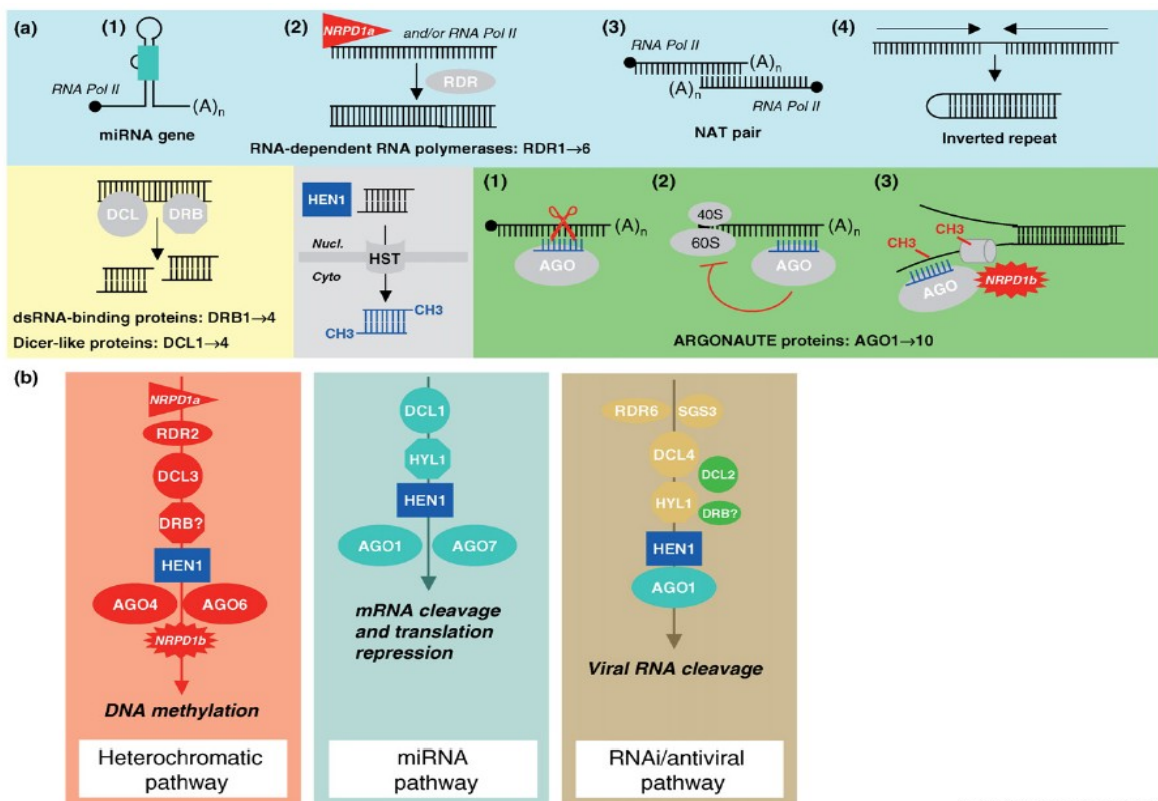 (a)
(1)
RNA Pol II
(A)n
miRNA gene
(2)
NRPD1a
and/or RNA Pol II
RDR
RNA-dependent RNA polymerases: RDR1→6
(3)
RNA Pol II
(A)n
(A)n
RNA Pol II
NAT pair
(4)
Inverted repeat
DCL
DRB
dsRNA-binding proteins: DRB1→4
Dicer-like proteins: DCL1→4
HEN1
Nucl.
HST
Cyto
CH3
CH3
(1)
(A)n
AGO
(2)
40S
60S
(A)n
AGO
(3)
CH3
CH3
AGO
NRPD1b
ARGONAUTE proteins: AGO1→10
(b)
NRPD1a
RDR2
DCL3
DRB?
HEN1
AGO4
AGO6
NRPD1b
DNA methylation
Heterochromatic
pathway
DCL1
HYL1
HEN1
AGO1
AGO7
mRNA cleavage
and translation
repression
miRNA
pathway
RDR6
SGS3
DCL4
DCL2
HYL1
DRB?
HEN1
AGO1
Viral RNA cleavage
RNAi/antiviral
pathway